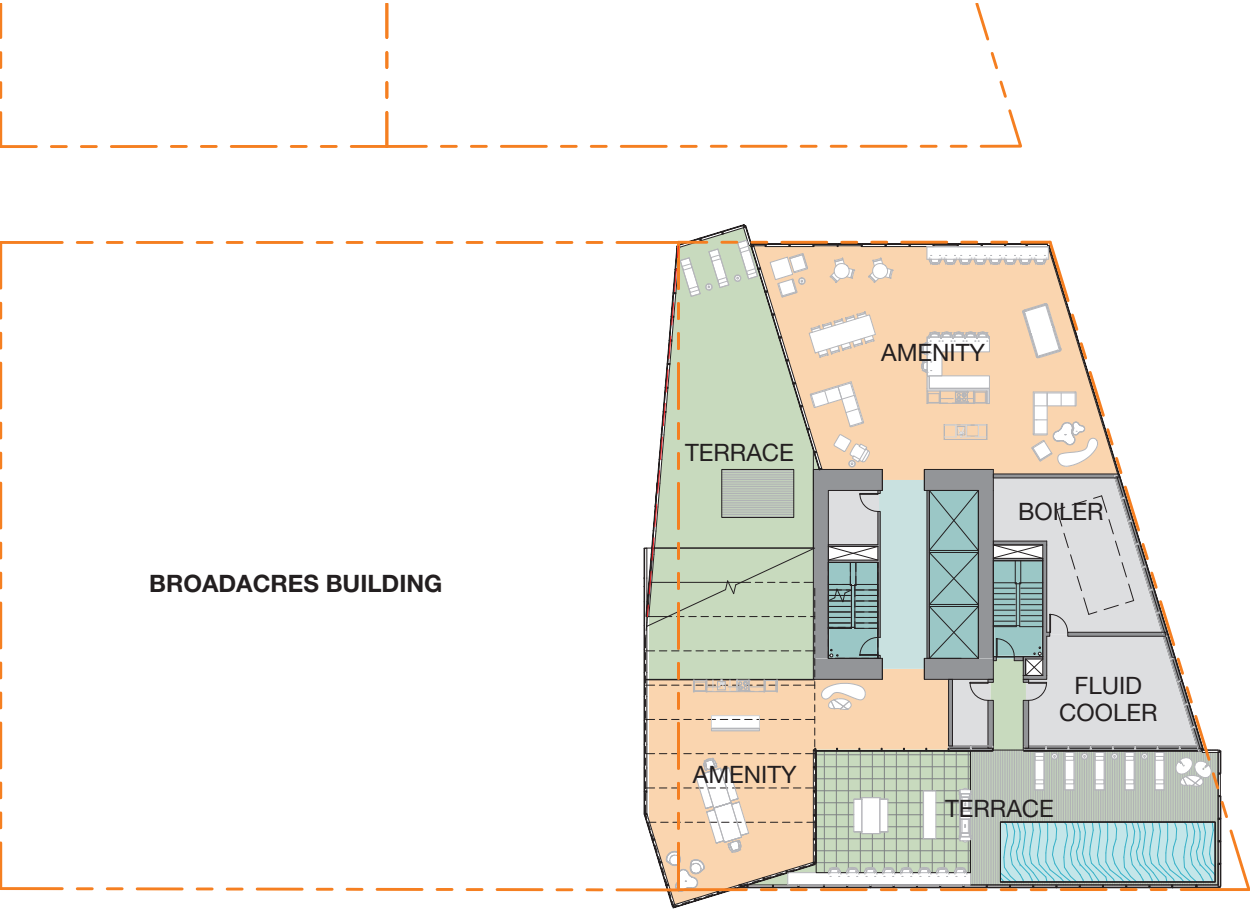 AMENITY
TERRACE
BOILER
BROADACRES BUILDING
FLUID
COOLER
AMENITY
TERRACE